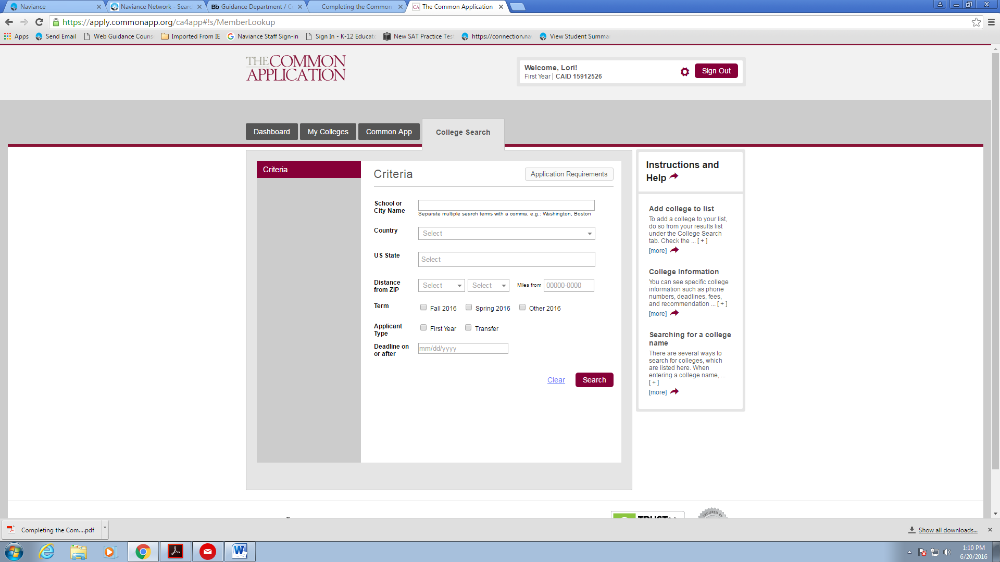 Naviance
Naviance Network - Sear
Guidance Department / C
Completing the Common
The Common Application
https://apply.commonapp.org/ca4app#!s/MemberLookup
Apps
Send Email
Web Guidance Couns
Imported From IE
Naviance Staff Sign-in
Sign In - K-12 Educat
New SAT Practice Test
https://connection.na
View Student Summa
THE COMMON
APPLICATION
Welcome, Lori!
First Year | CAID 15912526
Sign Out
Dashboard
My Colleges
Common App
College Search
Criteria
Criteria
Application Requirements
School or
City Name
Separate multiple search terms with a comma, e.g.: Washington, Boston
Country
Select
US State
Select
Distance
from ZIP
Select
Select
Miles from
00000-0000
Term
Fall 2016
Spring 2016
Other 2016
Applicant
Type
First Year
Transfer
Deadline on
or after
mm/dd/yyyy
Clear
Search
Instructions and
Help
Add college to list
To add a college to your list,
do so from your results list
under the College Search
tab. Check the ... [ + ]
[more]
College Information
You can see specific college
information such as phone
numbers, deadlines, fees,
and recommendation ... [ + ]
[more]
Searching for a college
name
There are several ways to
search for colleges, which
are listed here. When
entering a college name, ...
[ + ]
[more]
SECURED BY
Completing the Com....pdf
Show all downloads...
1:10 PM
6/20/2016